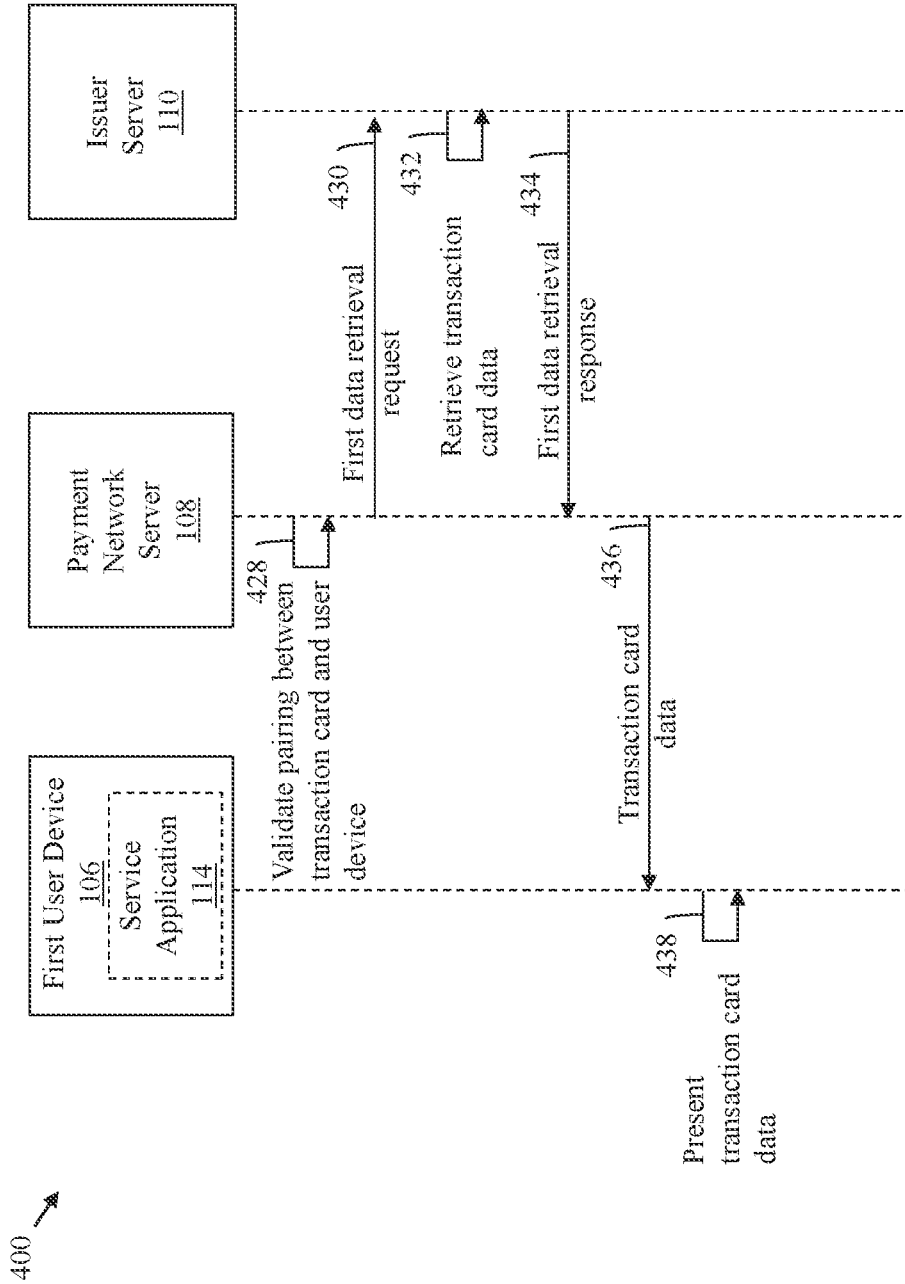 400
First User Device
106
Service
Application
114
Payment
Network
Server
108
Issuer
Server
110
428
Validate pairing between
transaction card and user
device
First data retrieval
request
430
432
Retrieve transaction
card data
434
First data retrieval
response
436
Transaction card
data
438
Present
transaction card
data